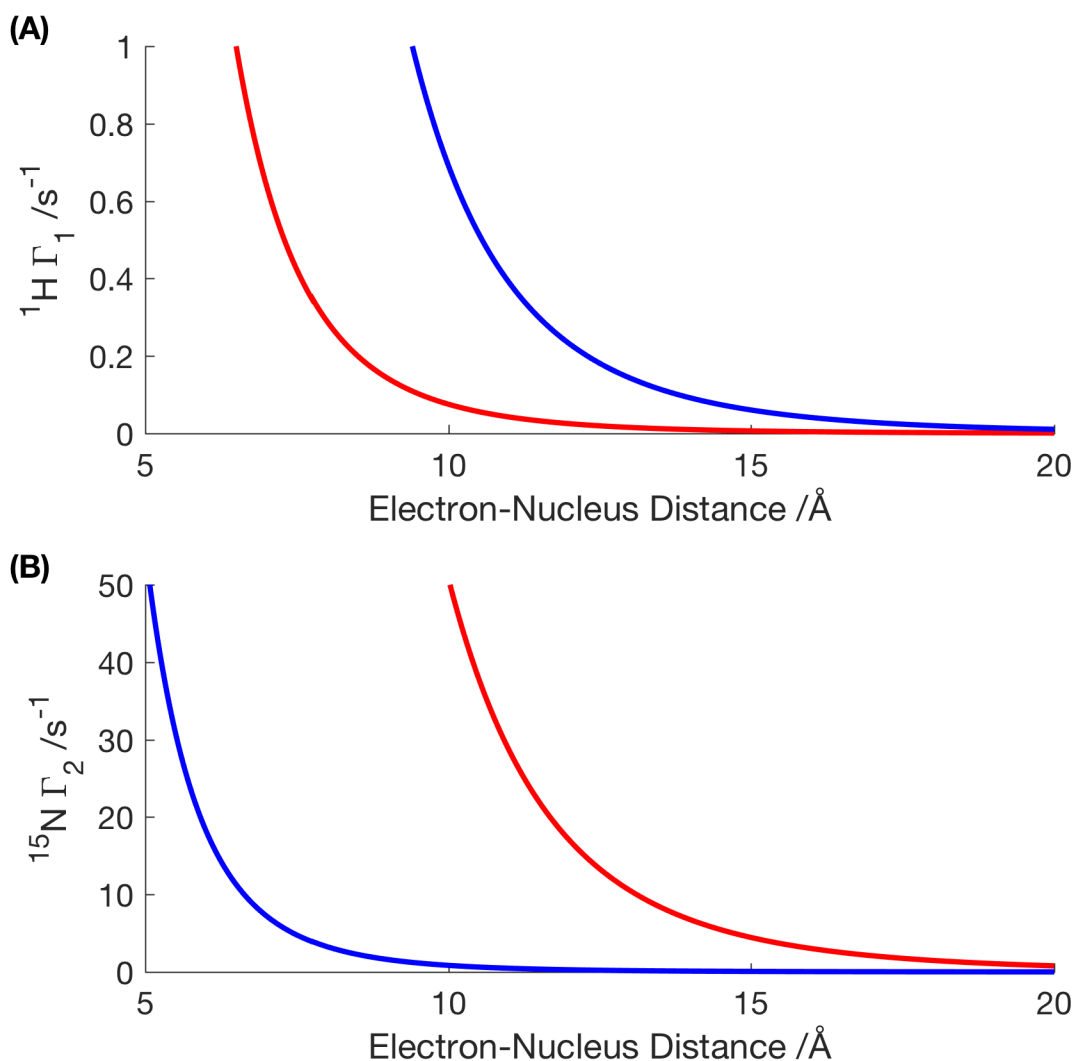 (A)
1
0.8
0.6
0.4
0.2
0
¹H Γ₁ /s⁻¹
5 10 15 20
Electron-Nucleus Distance /Å
(B)
50
40
30
20
10
0
¹⁵N Γ₂ /s⁻¹
5 10 15 20
Electron-Nucleus Distance /Å